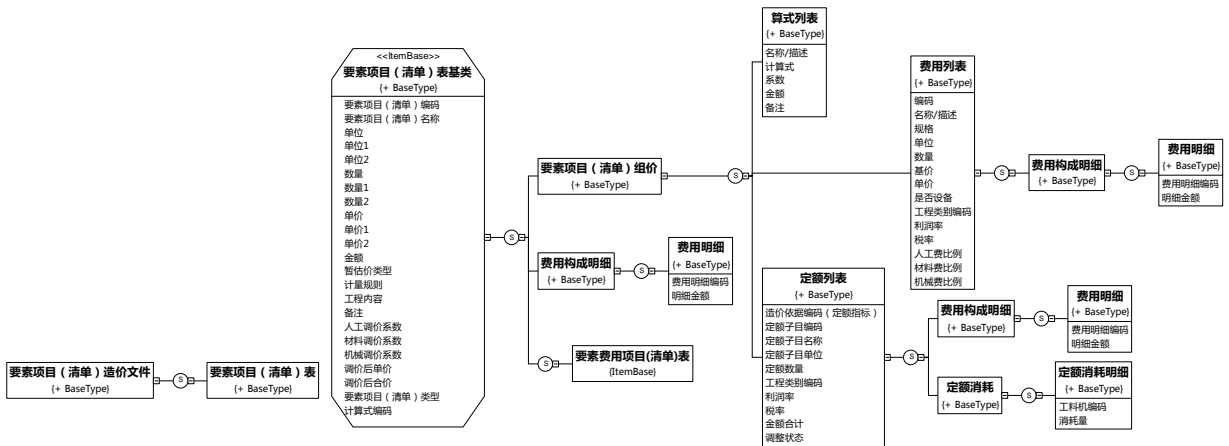 要素项目（清单）造价文件
{+ BaseType}
S
要素项目（清单）表
{+ BaseType}
<<ItemBase>>
要素项目（清单）表基类
{+ BaseType}
要素项目（清单）编码
要素项目（清单）名称
单位
单位1
单位2
数量
数量1
数量2
单价
单价1
单价2
金额
暂估价类型
计量规则
工程内容
备注
人工调价系数
材料调价系数
机械调价系数
调价后单价
调价后合价
要素项目（清单）类型
计算式编码
S
要素项目（清单）组价
{+ BaseType}
S
算式列表
{+ BaseType}
名称/描述
计算式
系数
金额
备注
费用列表
{+ BaseType}
编码
名称/描述
规格
单位
数量
基价
单价
是否设备
工程类别编码
利润率
税率
人工费比例
材料费比例
机械费比例
S
费用构成明细
{+ BaseType}
S
费用明细
{+ BaseType}
费用明细编码
明细金额
费用构成明细
{+ BaseType}
S
费用明细
{+ BaseType}
费用明细编码
明细金额
S
要素费用项目(清单)表
{ItemBase}
定额列表
{+ BaseType}
造价依据编码（定额指标）
定额子目编码
定额子目名称
定额子目单位
定额数量
工程类别编码
利润率
税率
金额合计
调整状态
S
费用构成明细
{+ BaseType}
S
费用明细
{+ BaseType}
费用明细编码
明细金额
定额消耗
{+ BaseType}
S
定额消耗明细
{+ BaseType}
工料机编码
消耗量